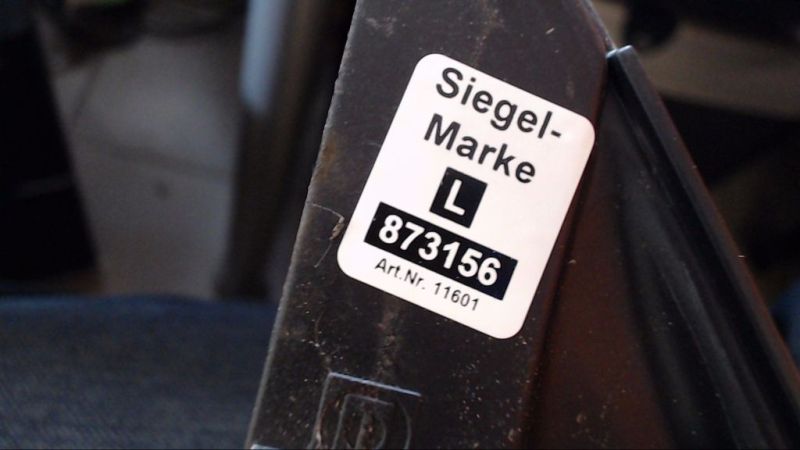 Siegel-
Marke
L
873156
Art.Nr. 11601